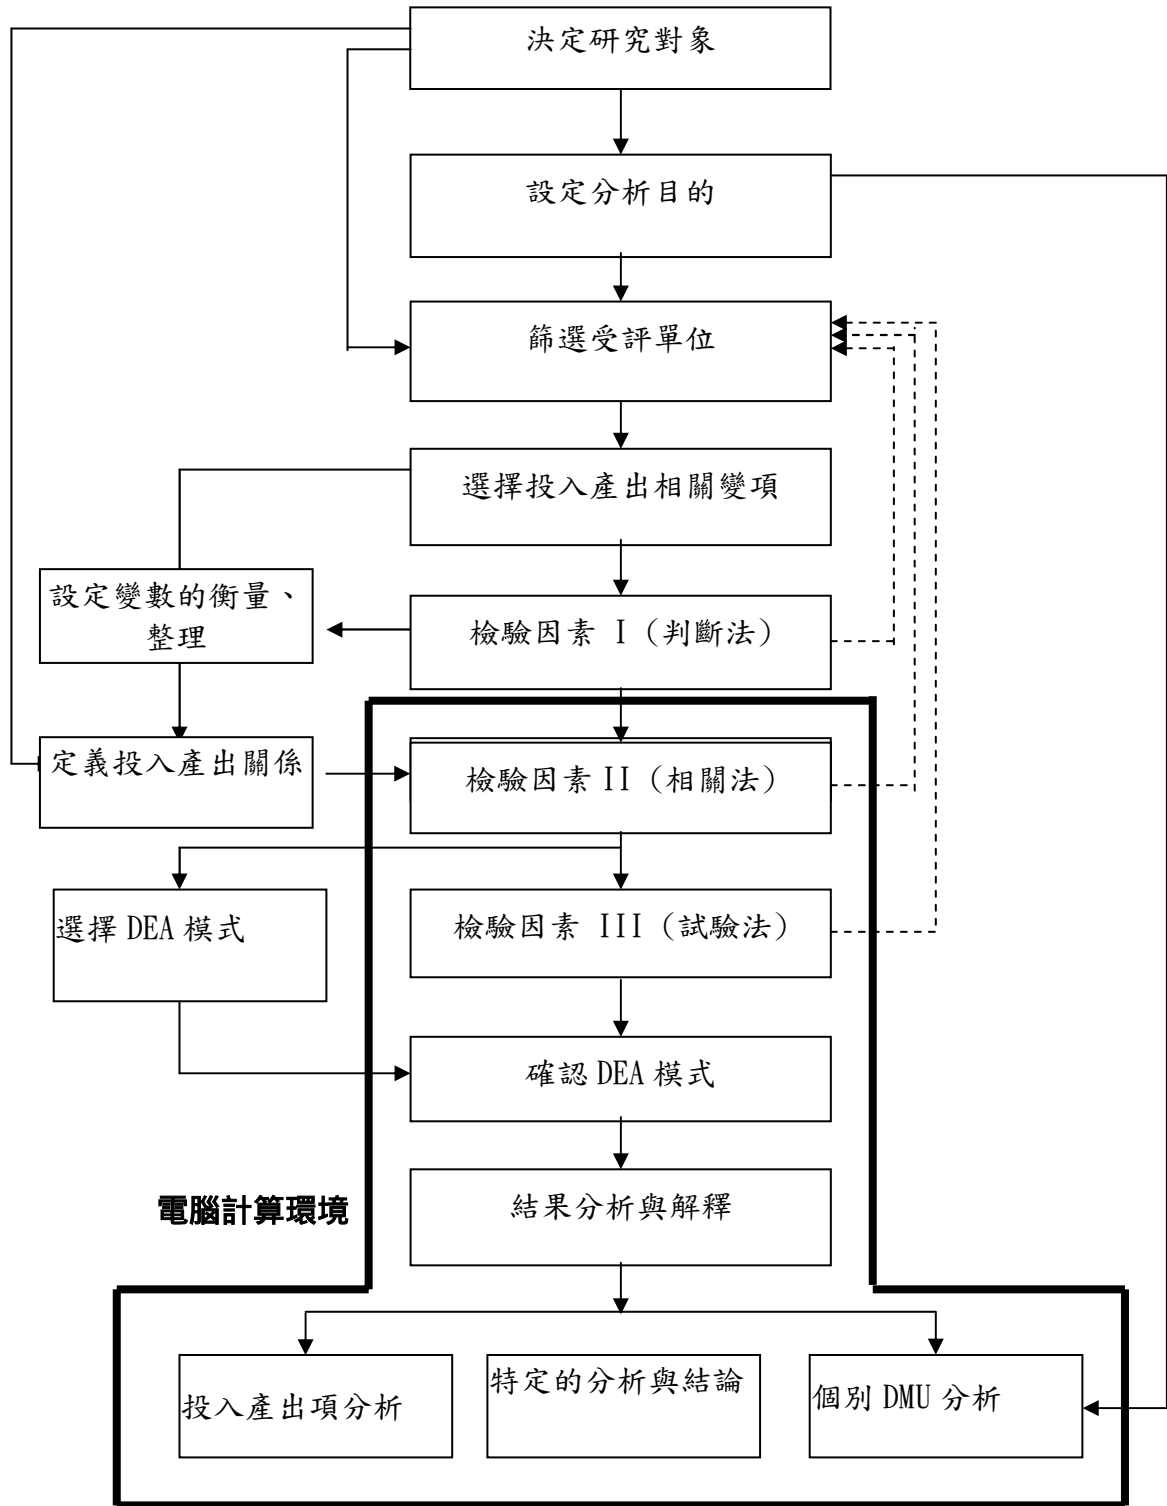 決定研究對象
設定分析目的
篩選受評單位
選擇投入產出相關變項
設定變數的衡量、
整理
檢驗因素 I (判斷法)
定義投入產出關係
檢驗因素 II (相關法)
選擇 DEA 模式
檢驗因素 III (試驗法)
確認 DEA 模式
電腦計算環境
結果分析與解釋
投入產出項分析
特定的分析與結論
個別 DMU 分析